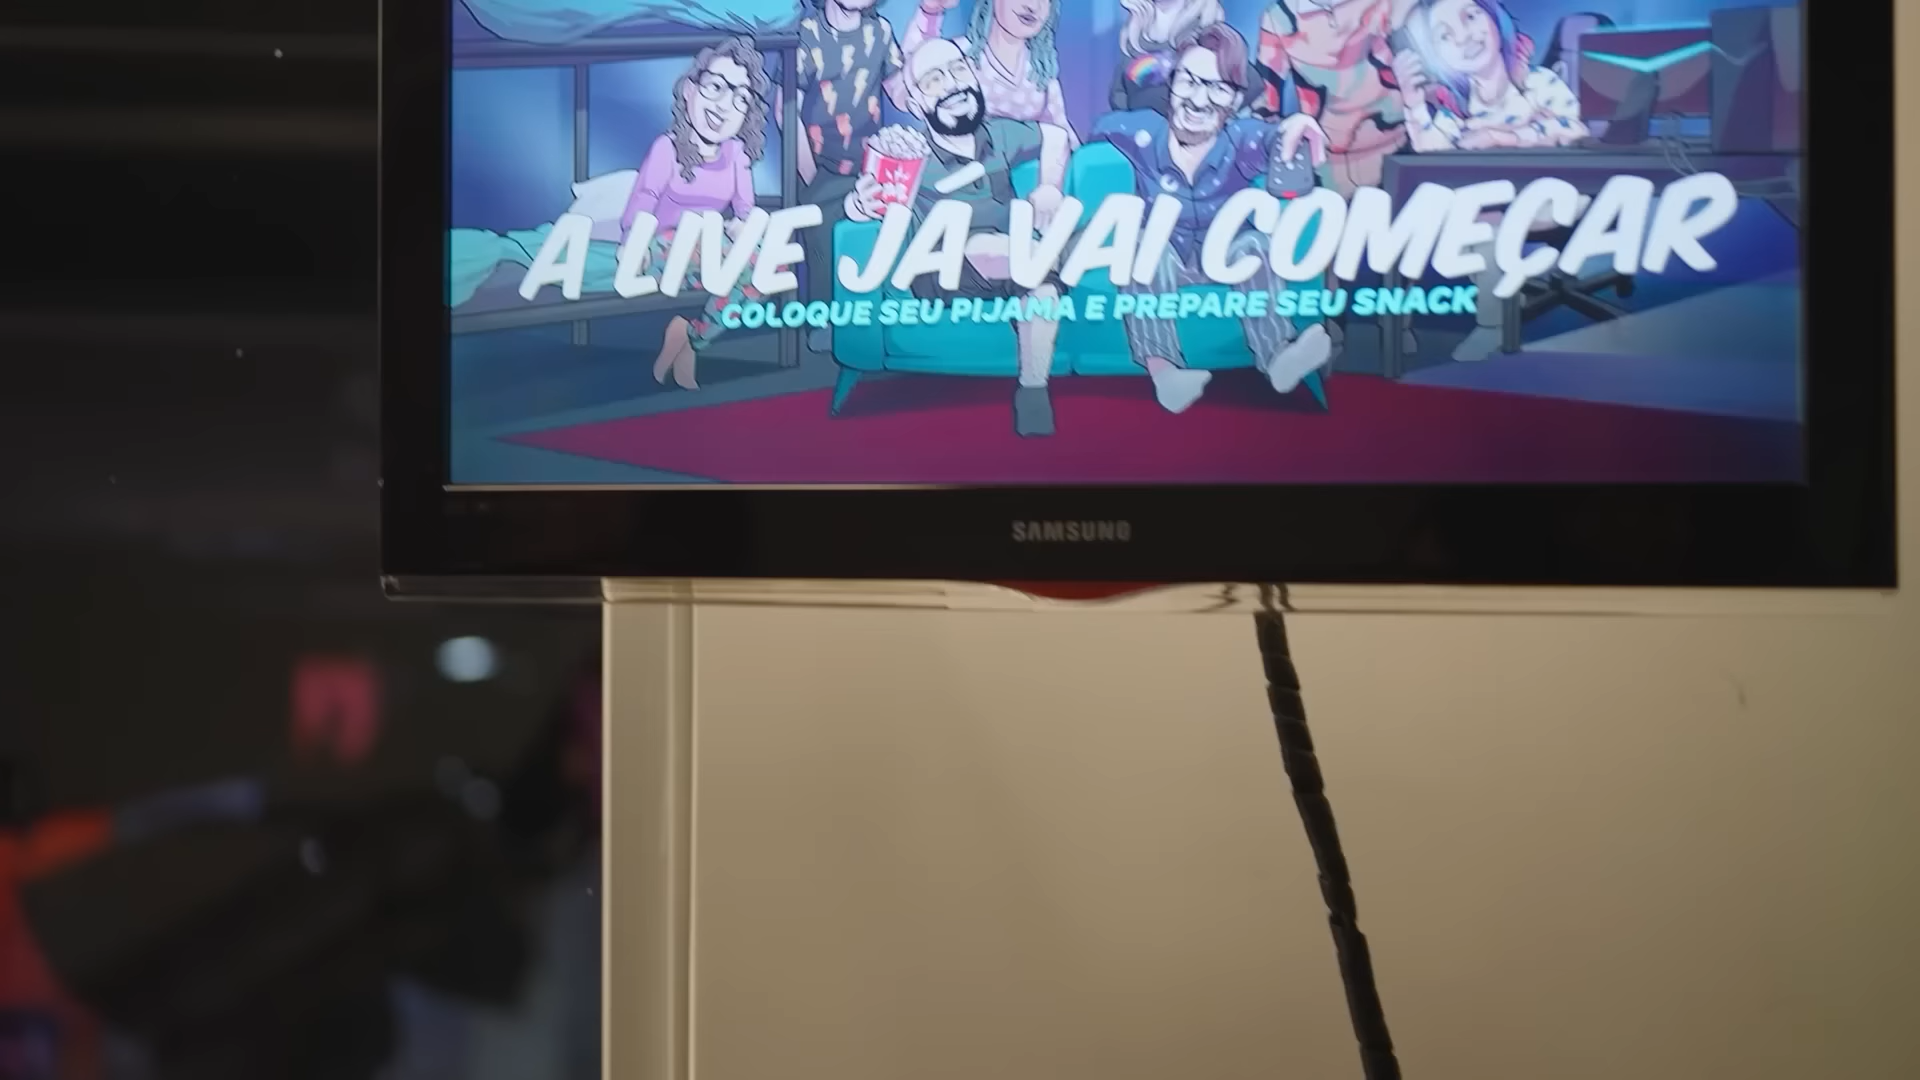 A LIVE JÁ VAI COMEÇAR
COLOQUE SEU PIJAMA E PREPARE SEU SNACK
SAMSUNG